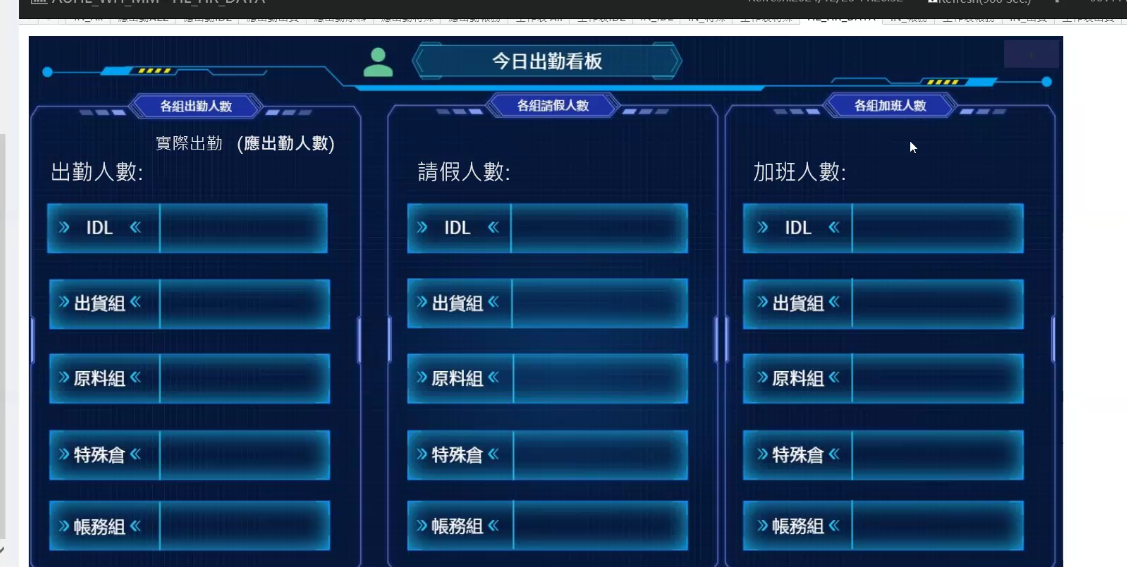 今日出勤看板
各組出勤人數
各組請假人數
各組加班人數
實際出勤 (應出勤人數)
出勤人數:
請假人數:
加班人數:
IDL
IDL
IDL
出貨組
出貨組
出貨組
原料組
原料組
原料組
特殊倉
特殊倉
特殊倉
帳務組
帳務組
帳務組